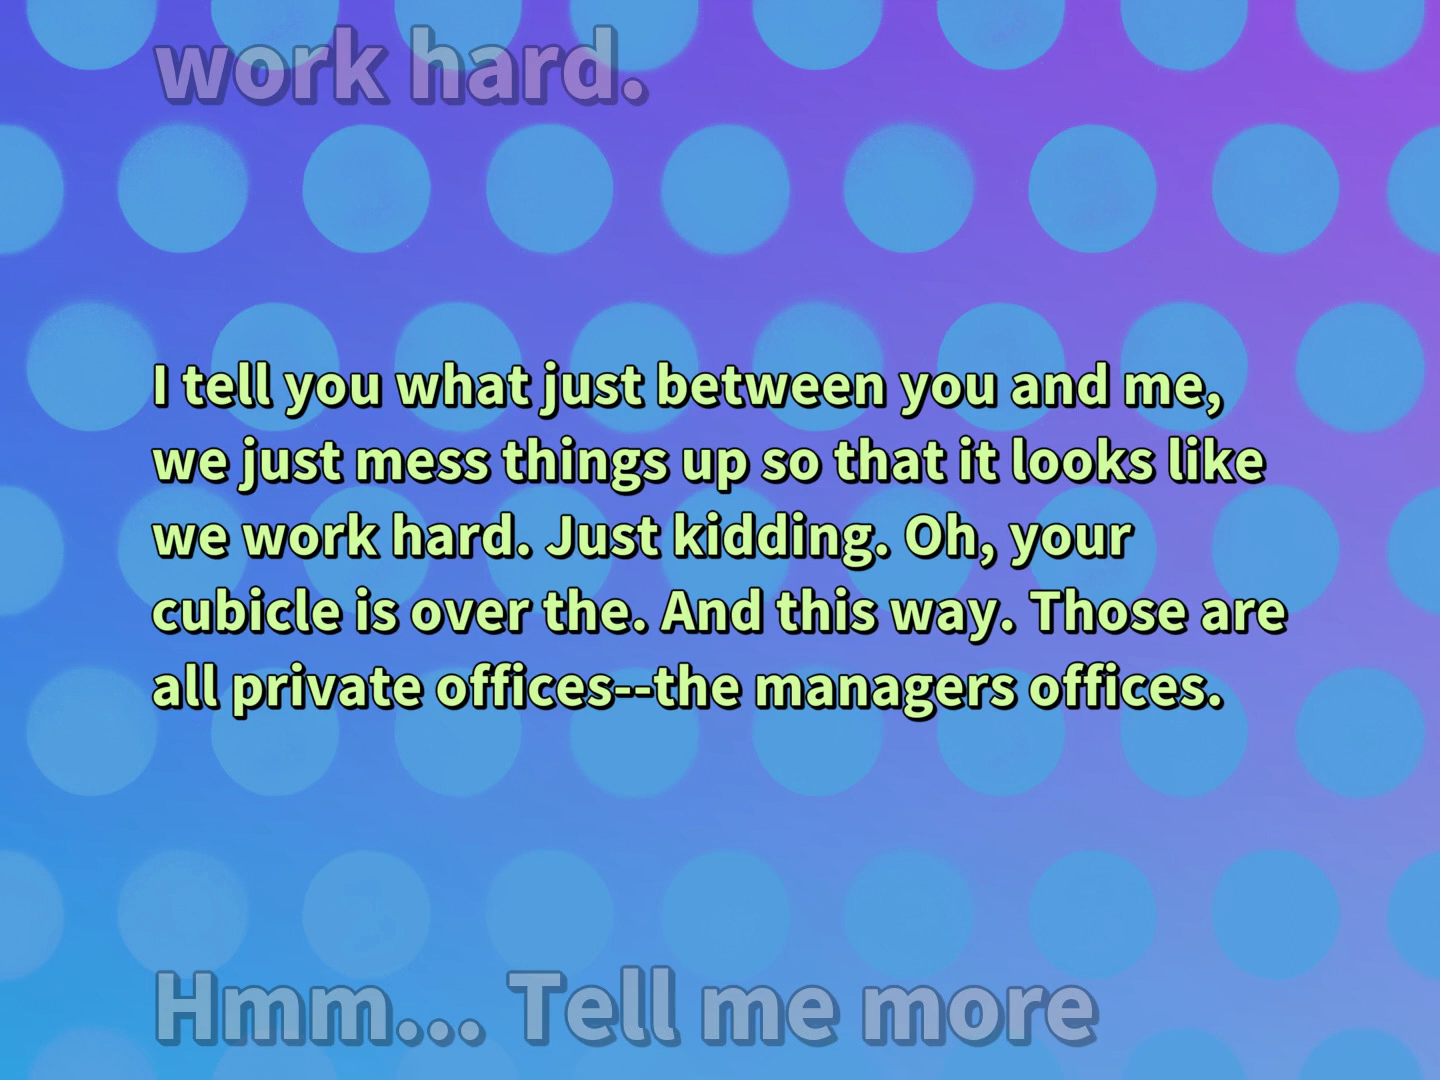 work hard.
I tell you what just between you and me,
we just mess things up so that it looks like
we work hard. Just kidding. Oh, your
cubicle is over the. And this way. Those are
all private offices--the managers offices.
Hmm... Tell me more